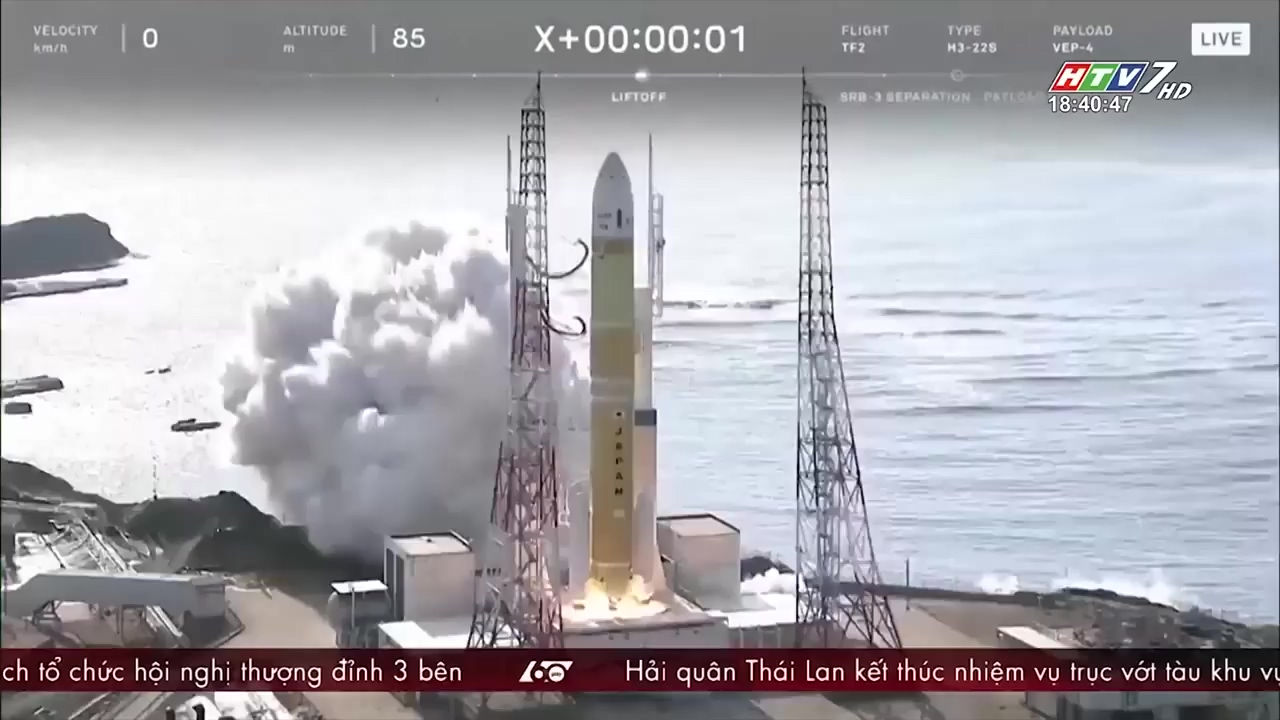 VELOCITY
km/h
0
ALTITUDE
m
85
X+00:00:01
FLIGHT
TF2
TYPE
H3-22S
PAYLOAD
VEP-4
LIVE
HTV7 HD
18:40:47
LIFTOFF
SRB-3 SEPARATION
JAPAN
ch tổ chức hội nghị thượng đỉnh 3 bên
60
Hải quân Thái Lan kết thúc nhiệm vụ trục vớt tàu khu vự